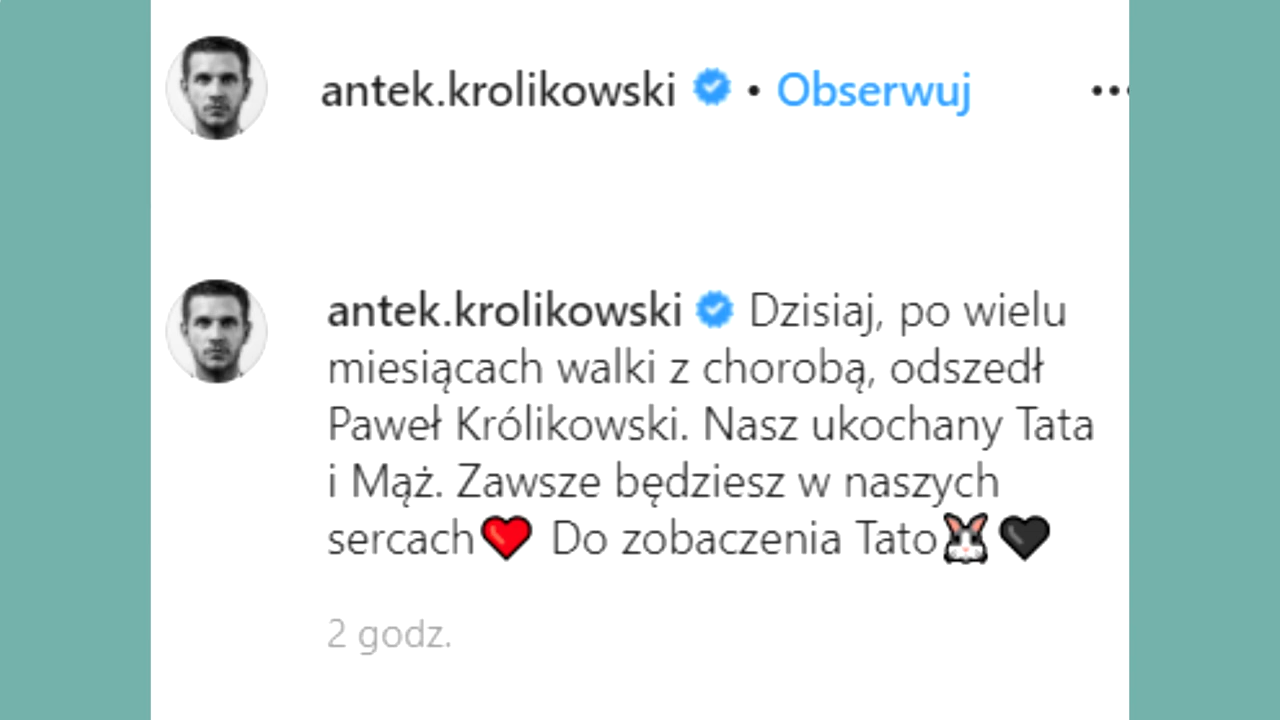 antek.krolikowski • Obserwuj
antek.krolikowski Dzisiaj, po wielu
miesiącach walki z chorobą, odszedł
Paweł Królikowski. Nasz ukochany Tata
i Mąż. Zawsze będziesz w naszych
sercach❤️ Do zobaczenia Tato🐰🖤
2 godz.